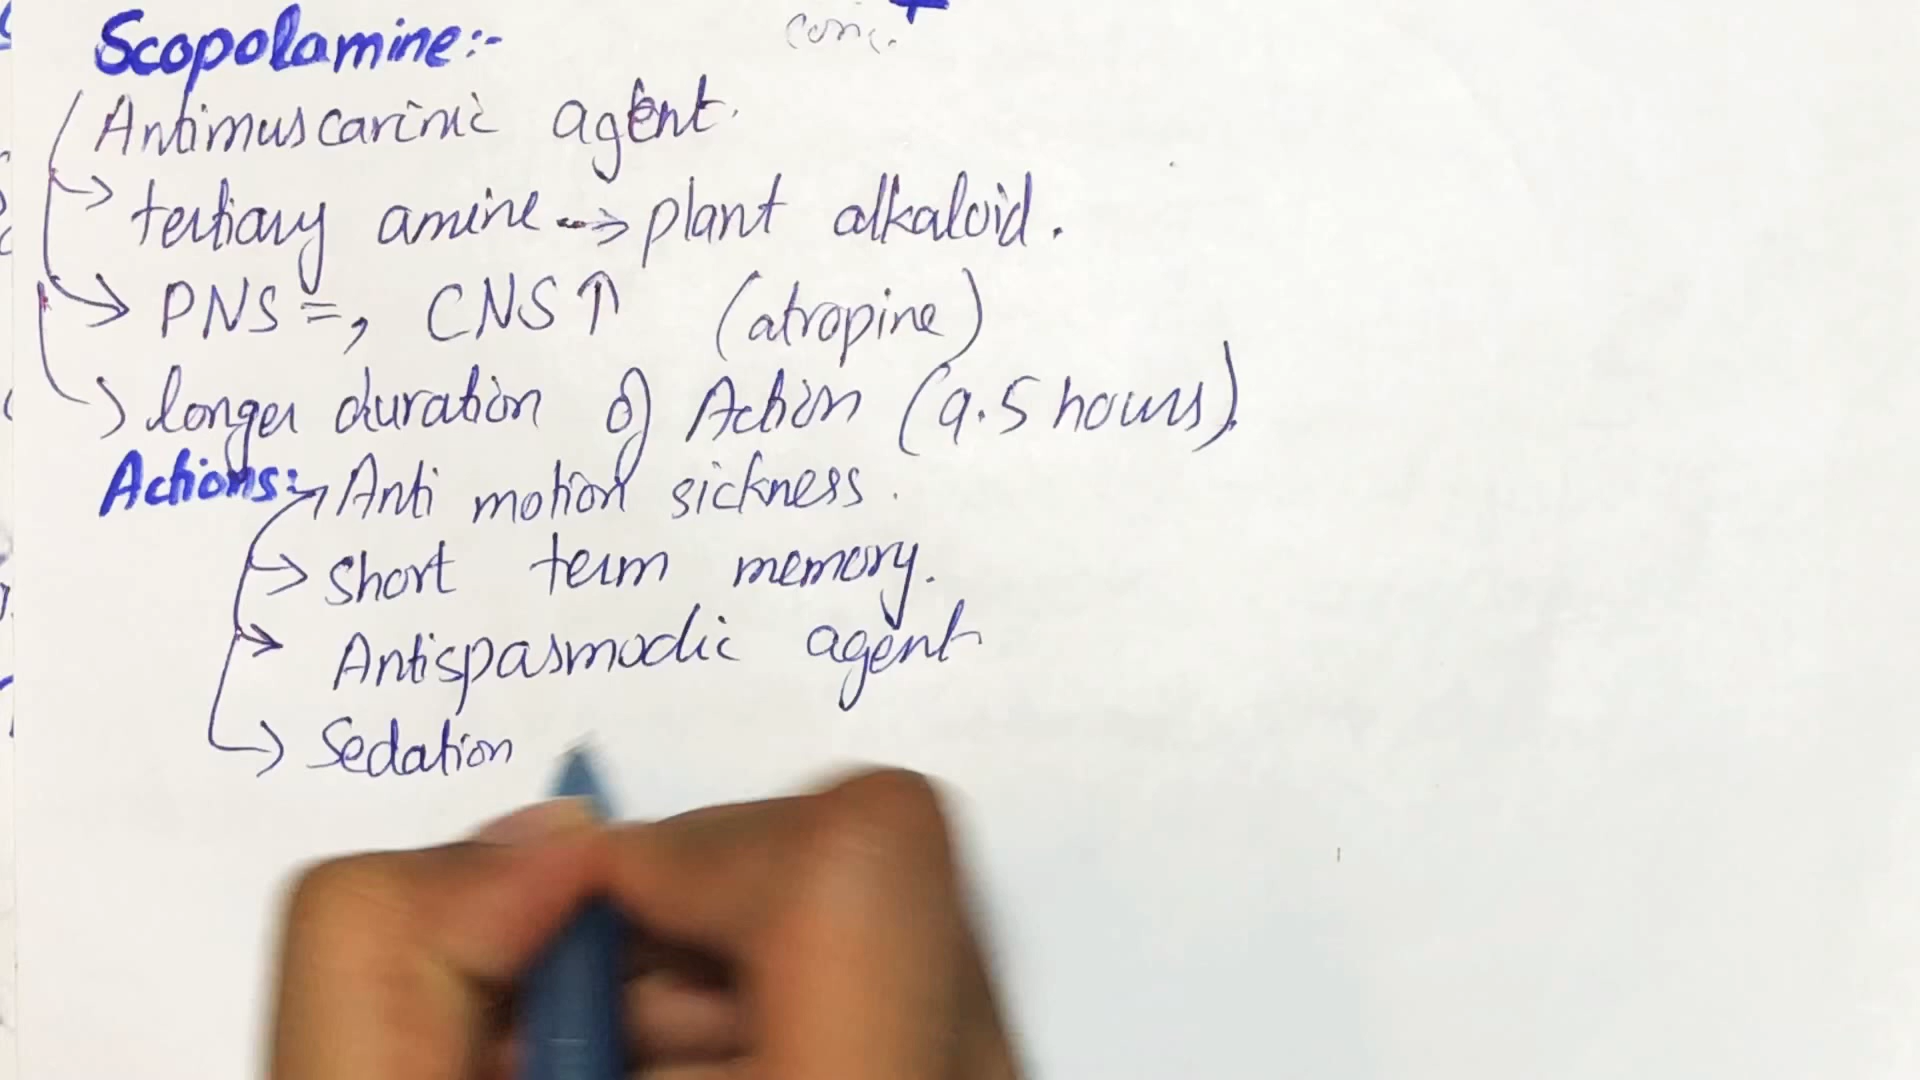 Scopolamine:-
conc. +
Antimuscarinic agent.
→ tertiary amine --> plant alkaloid.
→ PNS =, CNS↑ (atropine)
→ longer duration of Action (9.5 hours).
Actions: → Anti motion sickness.
→ Short term memory.
→ Antispasmodic agent
→ Sedation